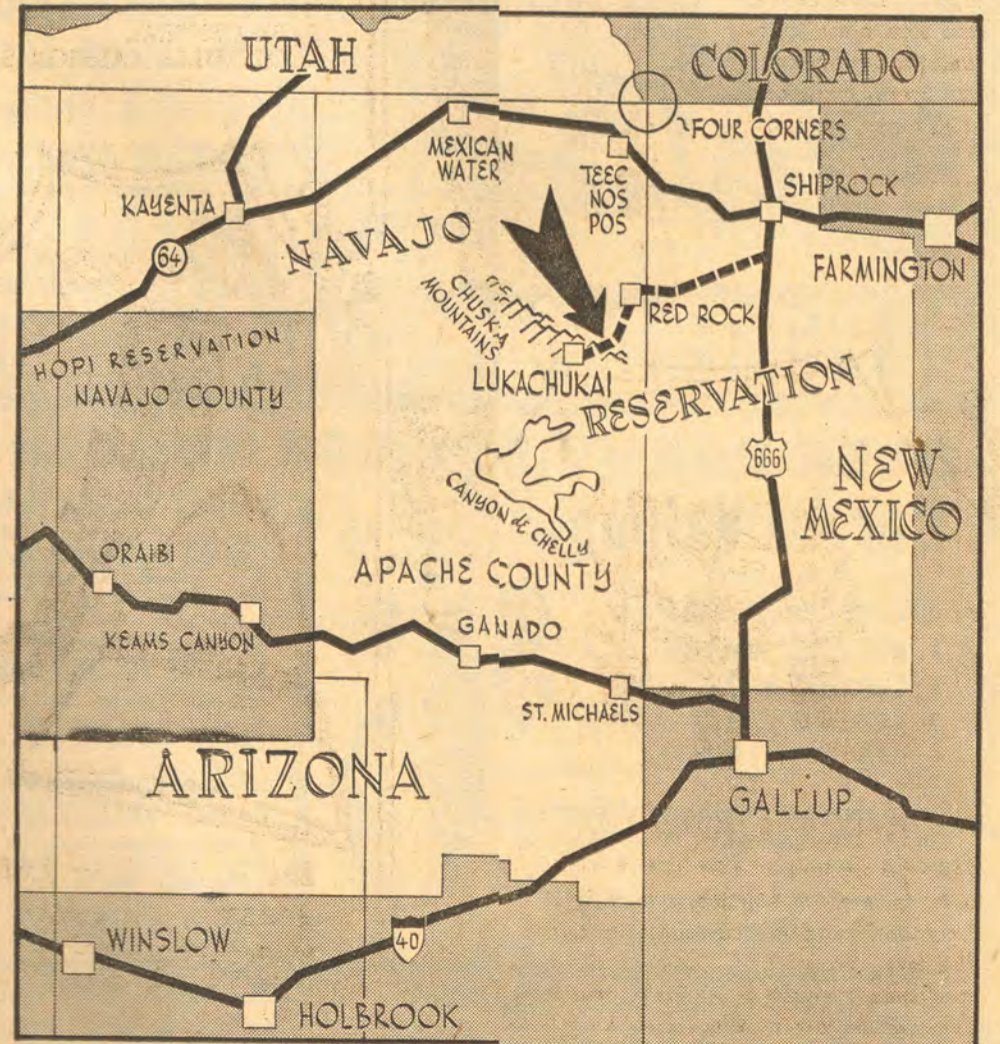 UTAH
COLORADO
FOUR CORNERS
MEXICAN
WATER
TEEC
NOS
POS
SHIPROCK
KAYENTA
64
NAVAJO
FARMINGTON
CHUSKA
MOUNTAINS
RED ROCK
HOPI RESERVATION
NAVAJO COUNTY
LUKACHUKAI
RESERVATION
666
NEW
MEXICO
CANYON de CHELLY
ORAIBI
APACHE COUNTY
KEAMS CANYON
GANADO
ST. MICHAELS
ARIZONA
GALLUP
WINSLOW
40
HOLBROOK